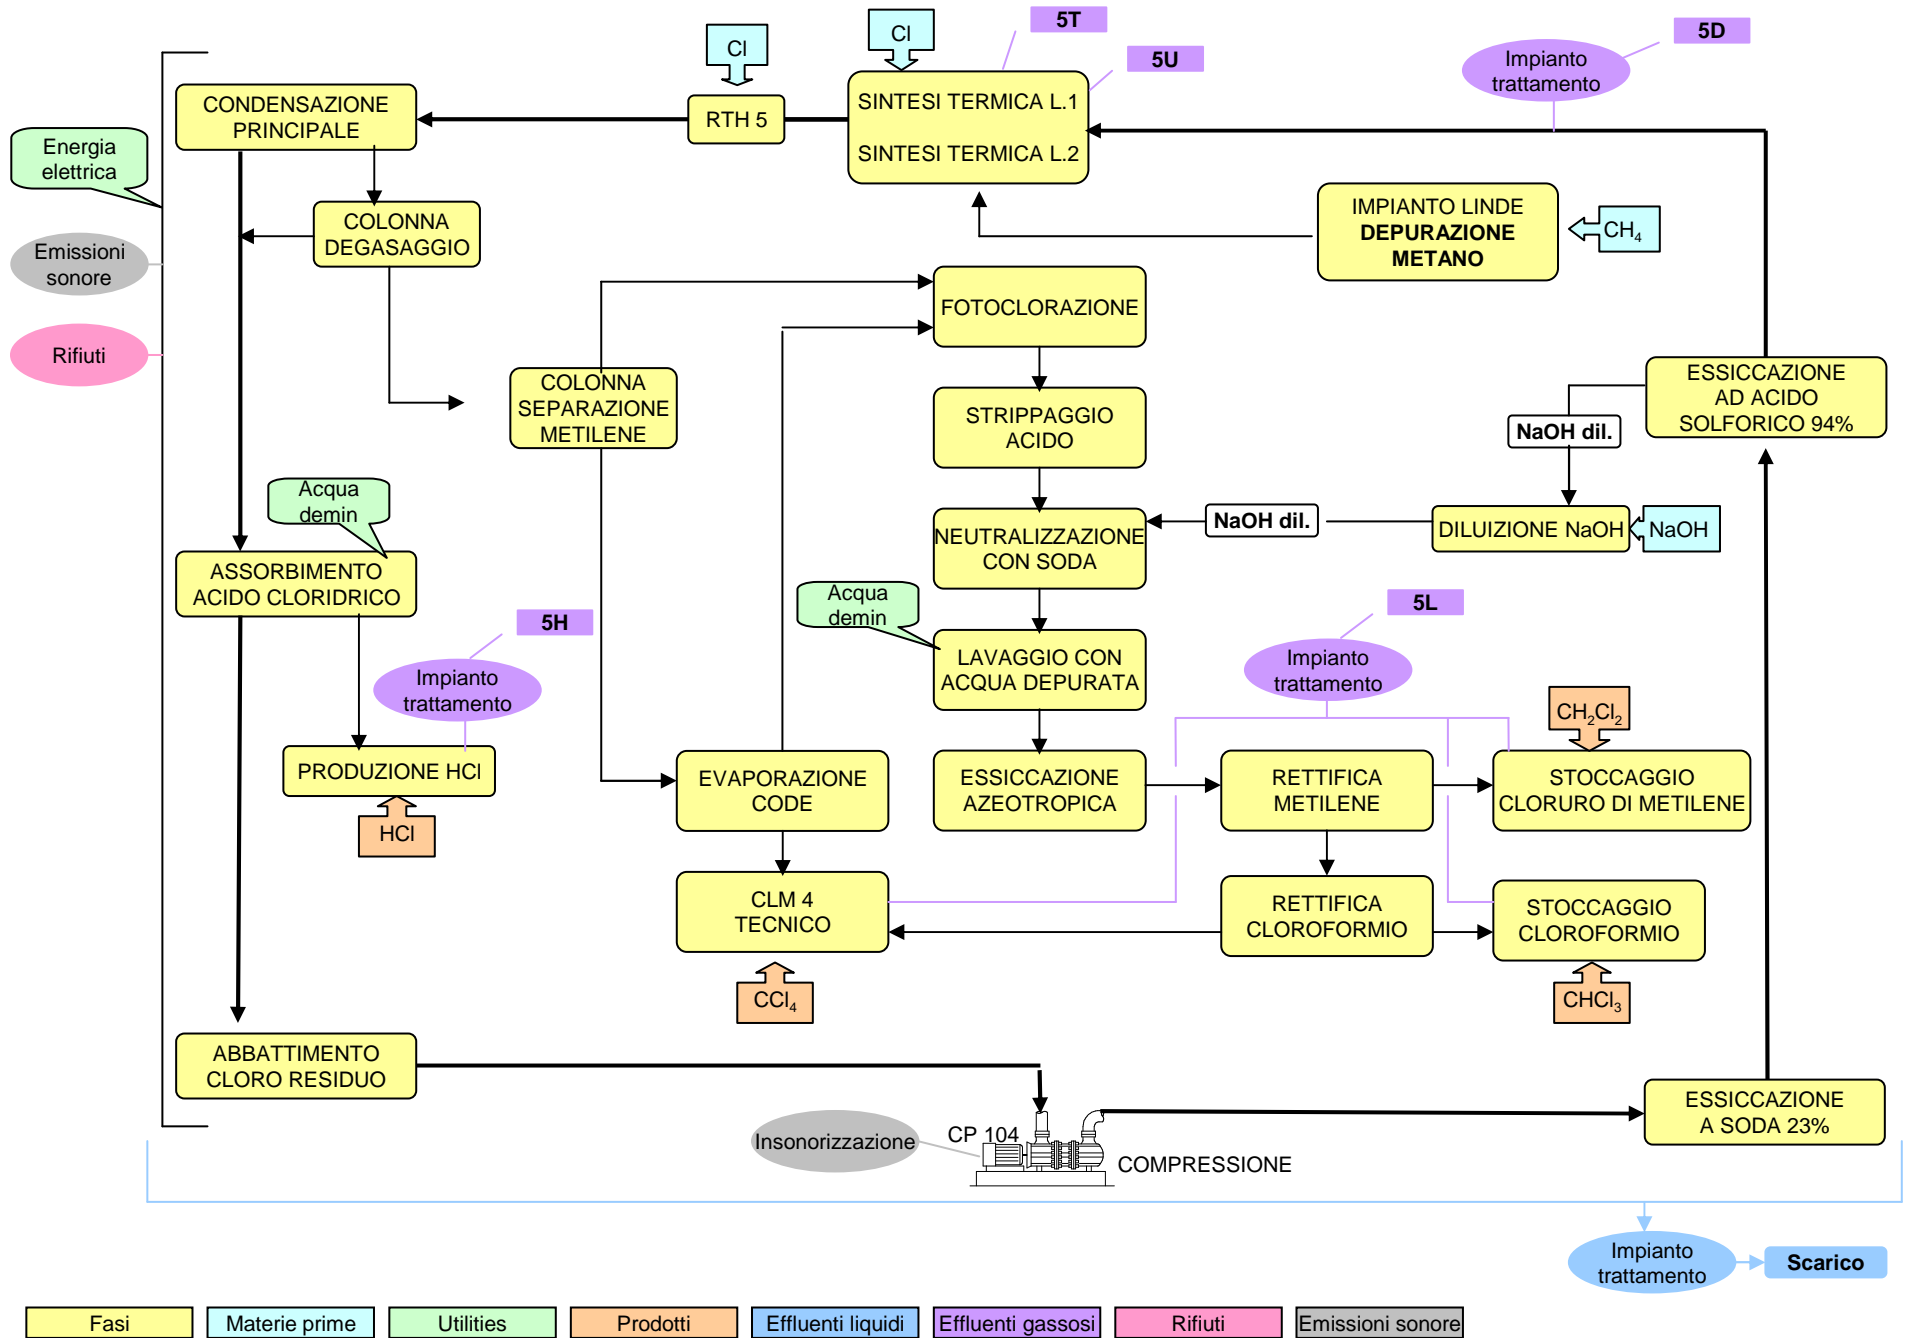 Cl
Cl
5T
5U
5D
Impianto
trattamento
CONDENSAZIONE
PRINCIPALE
RTH 5
SINTESI TERMICA L.1
SINTESI TERMICA L.2
Energia
elettrica
COLONNA
DEGASAGGIO
IMPIANTO LINDE
DEPURAZIONE
METANO
CH4
Emissioni
sonore
FOTOCLORAZIONE
Rifiuti
COLONNA
SEPARAZIONE
METILENE
STRIPPAGGIO
ACIDO
ESSICCAZIONE
AD ACIDO
SOLFORICO 94%
NaOH dil.
Acqua
demin
NEUTRALIZZAZIONE
CON SODA
NaOH dil.
DILUIZIONE NaOH
NaOH
ASSORBIMENTO
ACIDO CLORIDRICO
Acqua
demin
5H
5L
Impianto
trattamento
LAVAGGIO CON
ACQUA DEPURATA
Impianto
trattamento
CH2Cl2
PRODUZIONE HCl
HCl
EVAPORAZIONE
CODE
ESSICCAZIONE
AZEOTROPICA
RETTIFICA
METILENE
STOCCAGGIO
CLORURO DI METILENE
CLM 4
TECNICO
RETTIFICA
CLOROFORMIO
STOCCAGGIO
CLOROFORMIO
CCl4
CHCl3
ABBATTIMENTO
CLORO RESIDUO
ESSICCAZIONE
A SODA 23%
Insonorizzazione
CP 104
COMPRESSIONE
Impianto
trattamento
Scarico
Fasi
Materie prime
Utilities
Prodotti
Effluenti liquidi
Effluenti gassosi
Rifiuti
Emissioni sonore